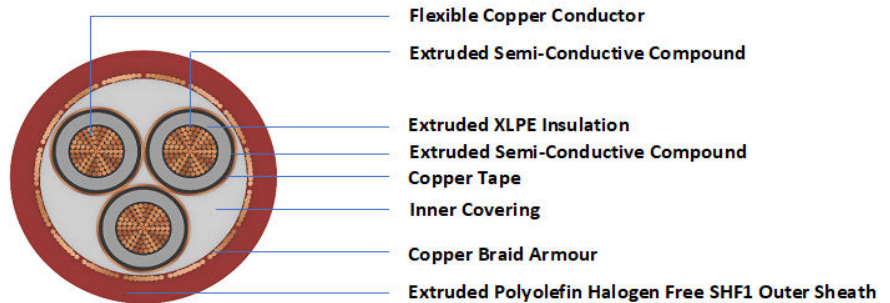 Flexible Copper Conductor
Extruded Semi-Conductive Compound
Extruded XLPE Insulation
Extruded Semi-Conductive Compound
Copper Tape
Inner Covering
Copper Braid Armour
Extruded Polyolefin Halogen Free SHF1 Outer Sheath